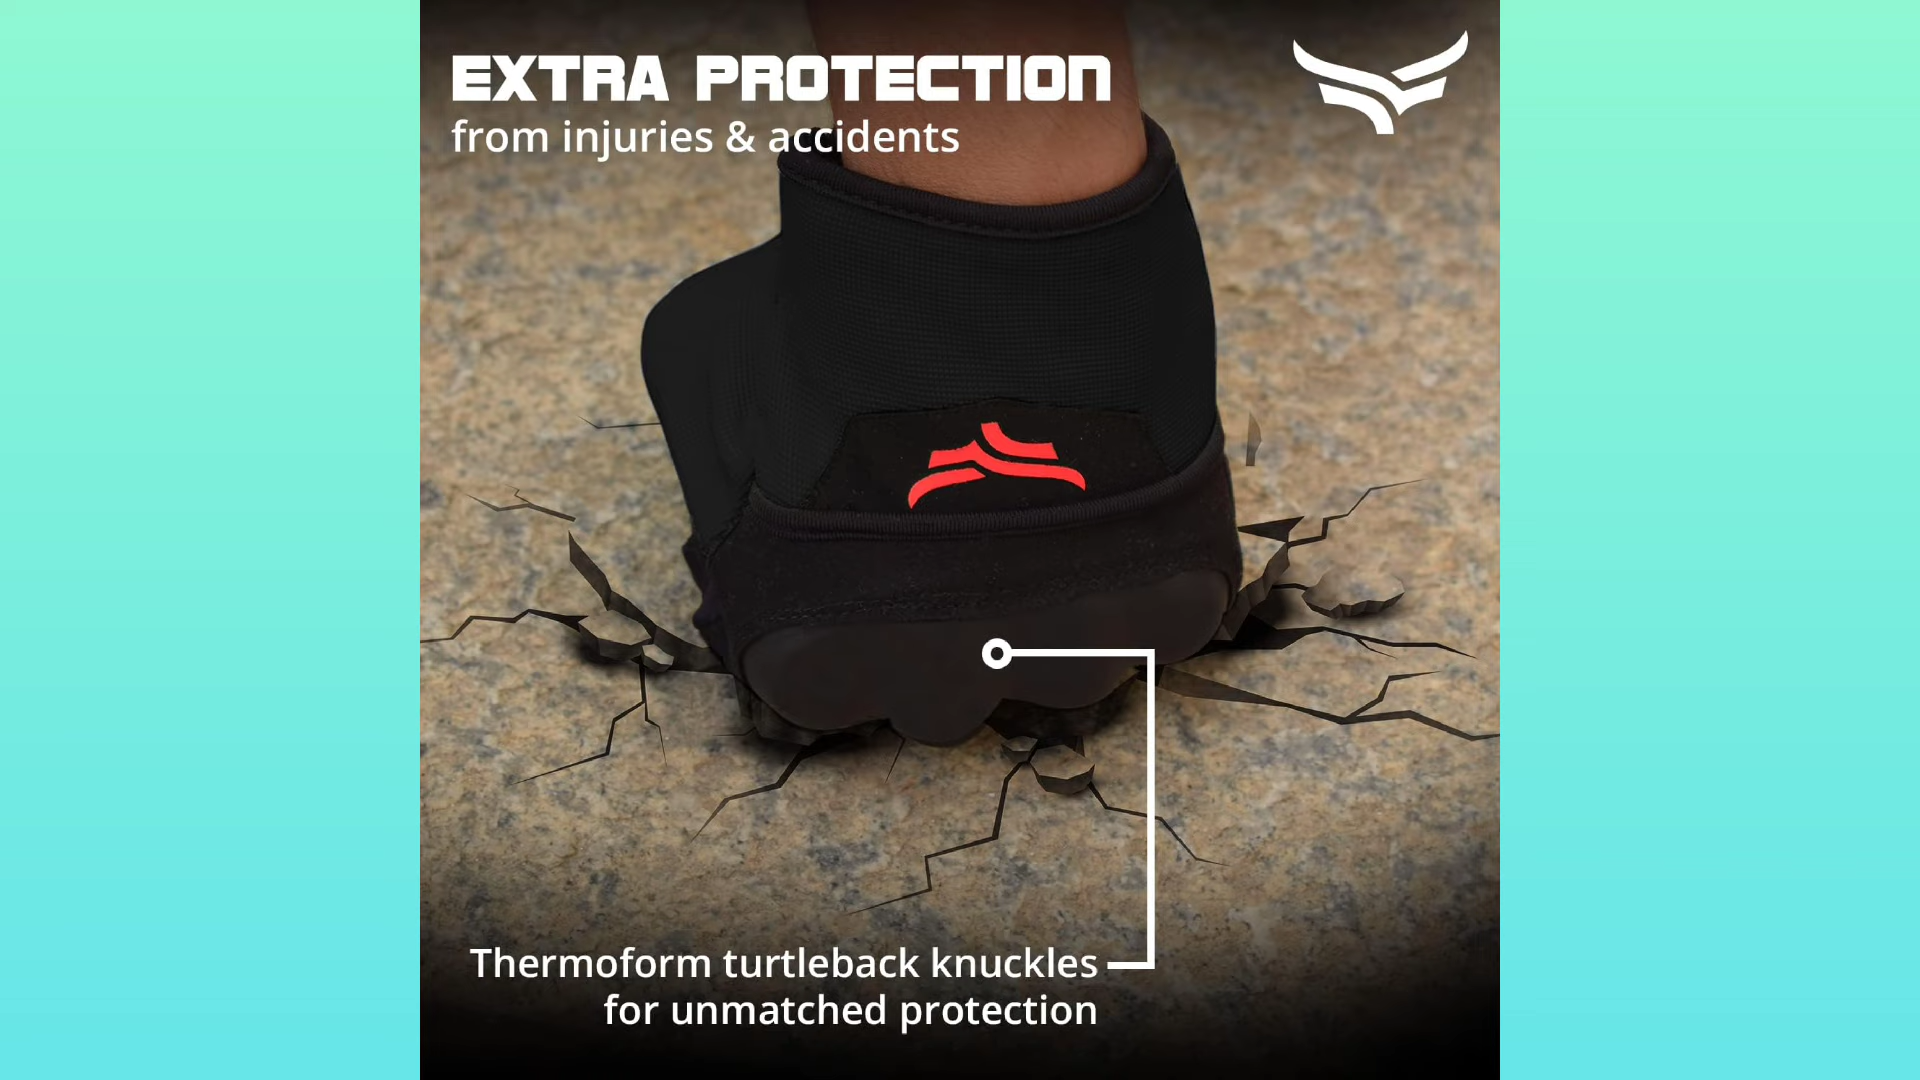 EXTRA PROTECTION
from injuries & accidents
Thermoform turtleback knuckles
for unmatched protection